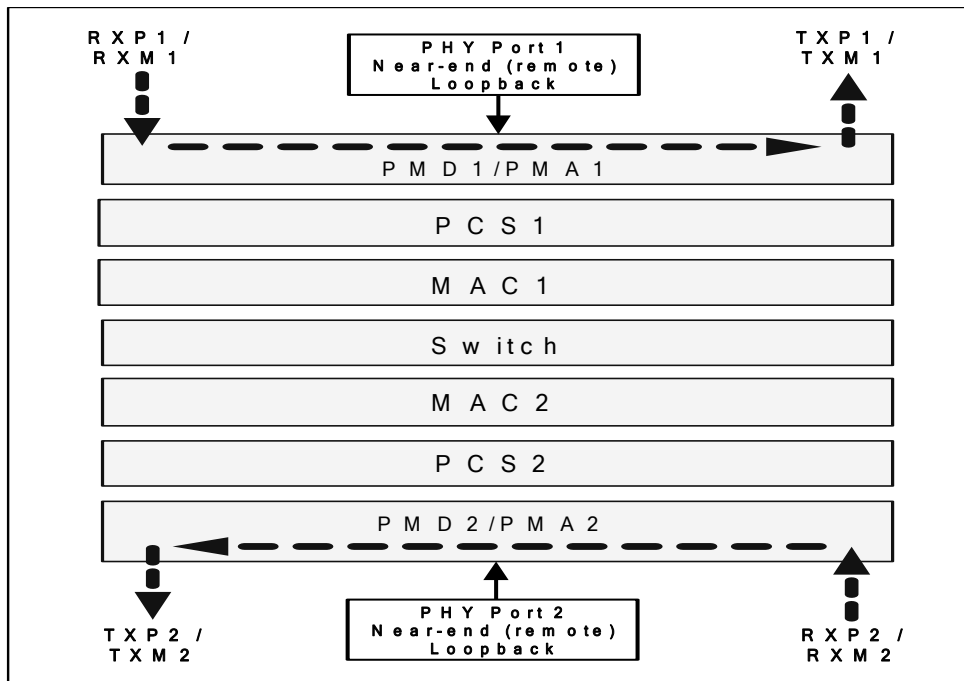 RXP1 /
RXM1
PHY Port 1
Near-end (remote)
Loopback
TXP1 /
TXM1
PMD1/PMA1
PCS1
MAC1
Switch
MAC2
PCS2
PMD2/PMA2
TXP2 /
TXM2
PHY Port 2
Near-end (remote)
Loopback
RXP2 /
RXM2